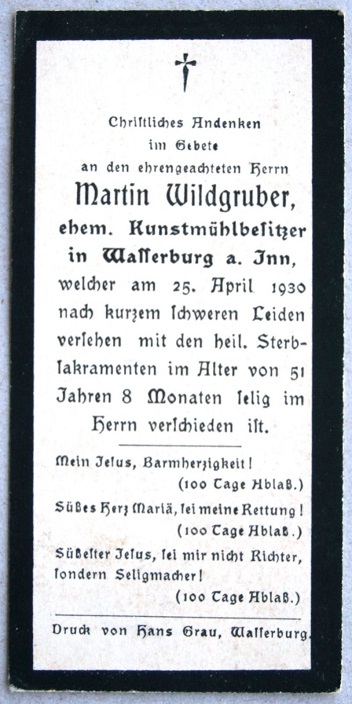 Chriſtliches Andenken
im Gebete
an den ehrengeachteten Herrn
Martin Wildgruber,
ehem. Kunstmühlbeſitzer
in Waſſerburg a. Inn,
welcher am 25. April 1930
nach kurzem ſchweren Leiden
verſehen mit den heil. Sterb-
ſakramenten im Alter von 51
Jahren 8 Monaten ſelig im
Herrn verſchieden iſt.
Mein Jeſus, Barmherzigkeit!
(100 Tage Ablaß.)
Süßes Herz Mariä, ſei meine Rettung!
(100 Tage Ablaß.)
Süßeſter Jeſus, ſei mir nicht Richter,
ſondern Seligmacher!
(100 Tage Ablaß.)
Druck von Hans Grau, Waſſerburg.